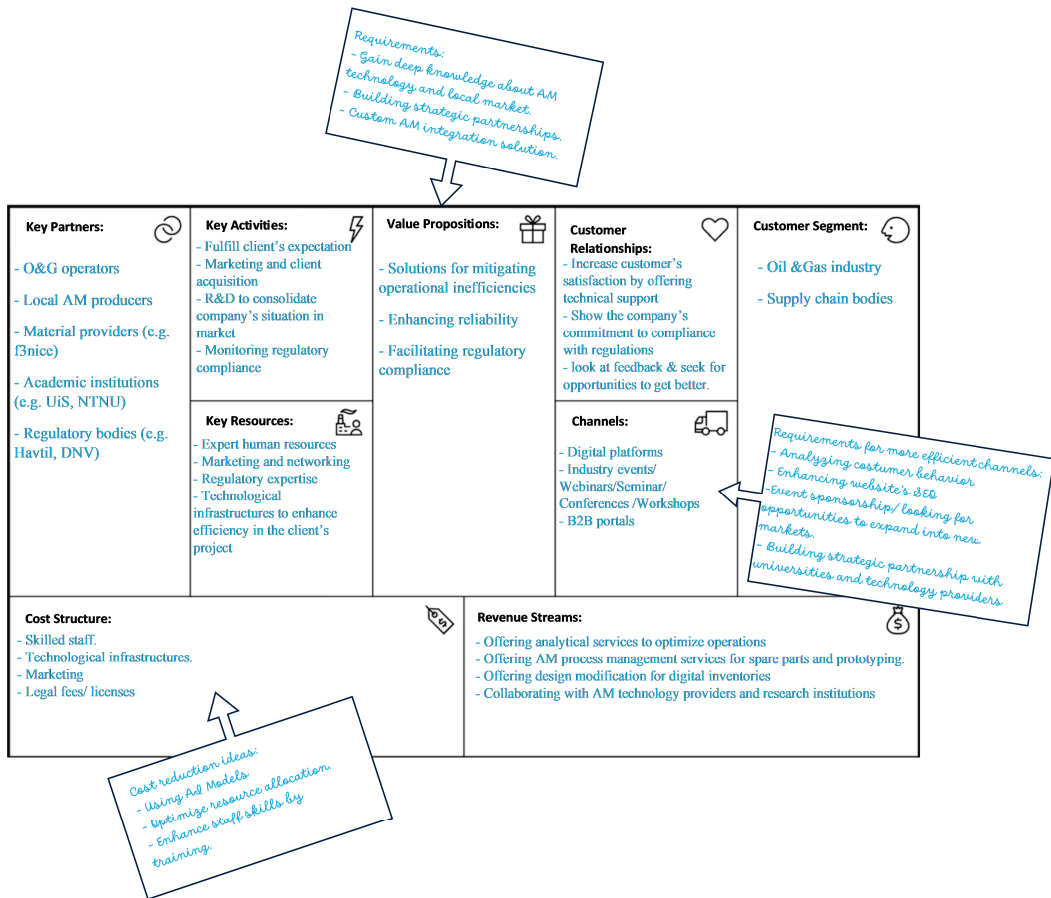 Requirements:
- Gain deep knowledge about AM
technology and local market.
- Building strategic partnerships.
- Custom AM integration solution.
Key Partners:
- O&G operators
- Local AM producers
- Material providers (e.g.
f3nice)
- Academic institutions
(e.g. UiS, NTNU)
- Regulatory bodies (e.g.
Havtil, DNV)
Key Activities:
- Fulfill client's expectation
- Marketing and client
acquisition
- R&D to consolidate
company's situation in
market
- Monitoring regulatory
compliance
Key Resources:
- Expert human resources
- Marketing and networking
- Regulatory expertise
- Technological
infrastructures to enhance
efficiency in the client's
project
Value Propositions:
- Solutions for mitigating
operational inefficiencies
- Enhancing reliability
- Facilitating regulatory
compliance
Customer
Relationships:
- Increase customer's
satisfaction by offering
technical support
- Show the company's
commitment to compliance
with regulations
- look at feedback & seek for
opportunities to get better.
Channels:
- Digital platforms
- Industry events/
Webinars/Seminar/
Conferences /Workshops
- B2B portals
Customer Segment:
- Oil &Gas industry
- Supply chain bodies
Requirements for more efficient channels:
- Analyzing costumer behavior
- Enhancing website's SEO
-Event sponsorship/ looking for
opportunities to expand into new
markets.
- Building strategic partnership with
universities and technology providers
Cost Structure:
- Skilled staff.
- Technological infrastructures.
- Marketing
- Legal fees/ licenses
Revenue Streams:
- Offering analytical services to optimize operations
- Offering AM process management services for spare parts and prototyping.
- Offering design modification for digital inventories
- Collaborating with AM technology providers and research institutions
Cost reduction ideas:
- Using Models
- Optimize resource allocation.
- Enhance stuff skills by
training.